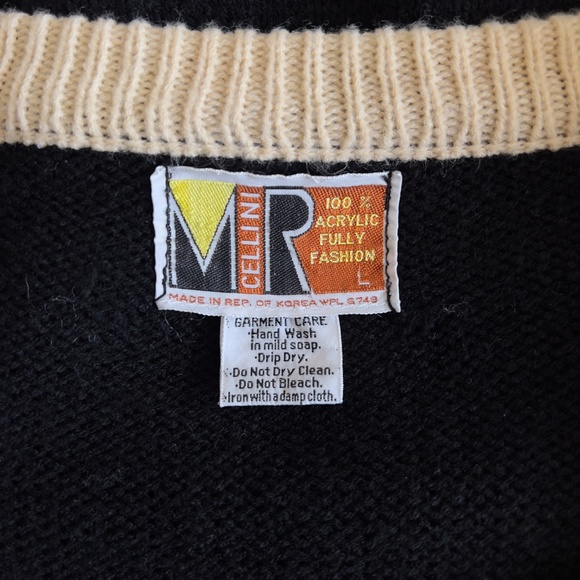 MR
CELLINI
100 %
ACRYLIC
FULLY
FASHION
L
MADE IN REP. OF KOREA WPL 6749
GARMENT CARE
·Hand Wash
in mild soap.
·Drip Dry.
·Do Not Dry Clean.
·Do Not Bleach.
·Iron with a damp cloth.